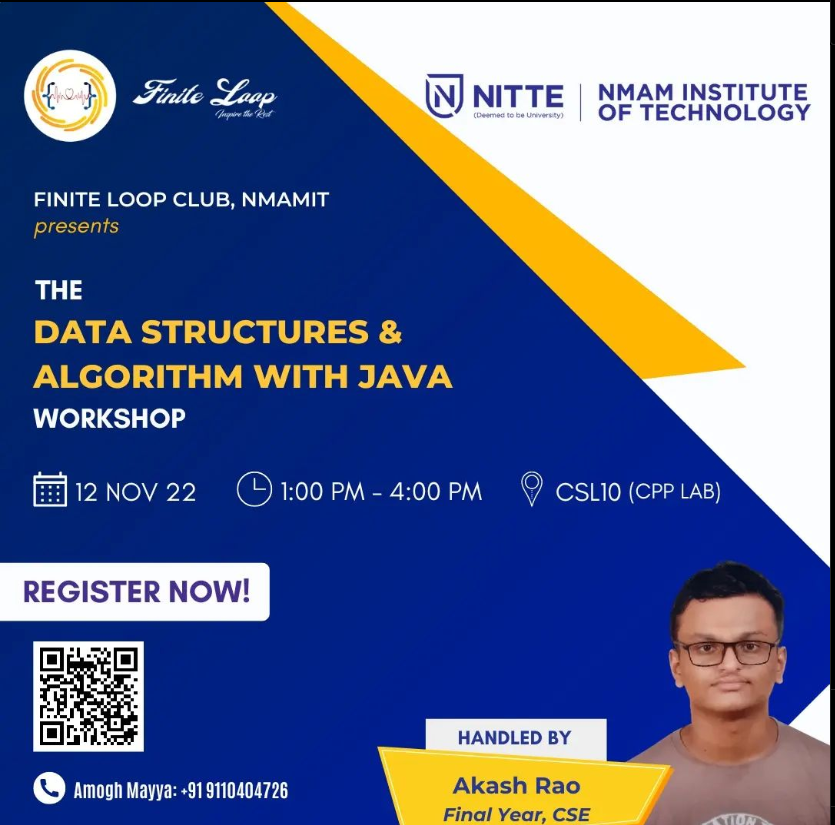 Finite Loop
Inspire the Rest
NITTE
(Deemed to be University)
NMAM INSTITUTE
OF TECHNOLOGY
FINITE LOOP CLUB, NMAMIT
presents
THE
DATA STRUCTURES &
ALGORITHM WITH JAVA
WORKSHOP
12 NOV 22
1:00 PM - 4:00 PM
CSL10 (CPP LAB)
REGISTER NOW!
Amogh Mayya: +91 9110404726
HANDLED BY
Akash Rao
Final Year, CSE